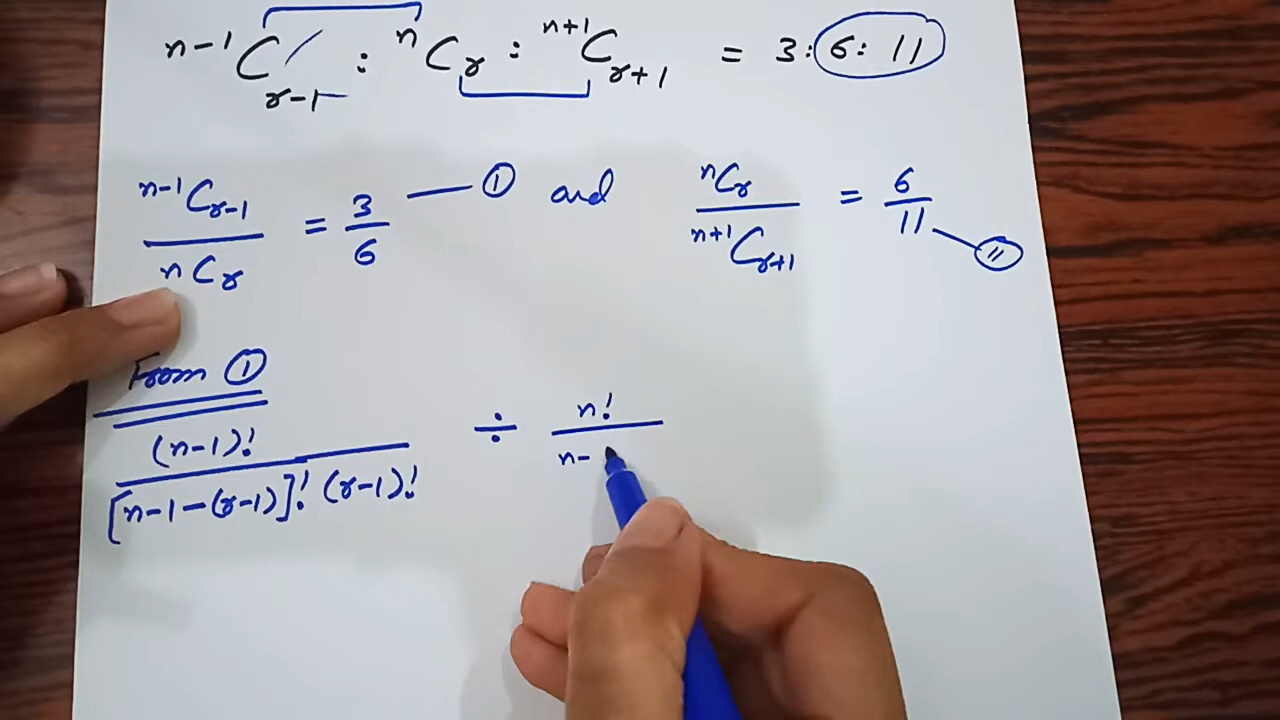 ⁿ⁻¹C_{r-1} : ⁿC_r : ⁿ⁺¹C_{r+1} = 3:6:11
ⁿ⁻¹C_{r-1} / nC_r = 3/6 — ① and ⁿC_r / ⁿ⁺¹C_{r+1} = 6/11 — ⑪
From ①
(n-1)! / [n-1-(r-1)]! (r-1)! ÷ n! / n-